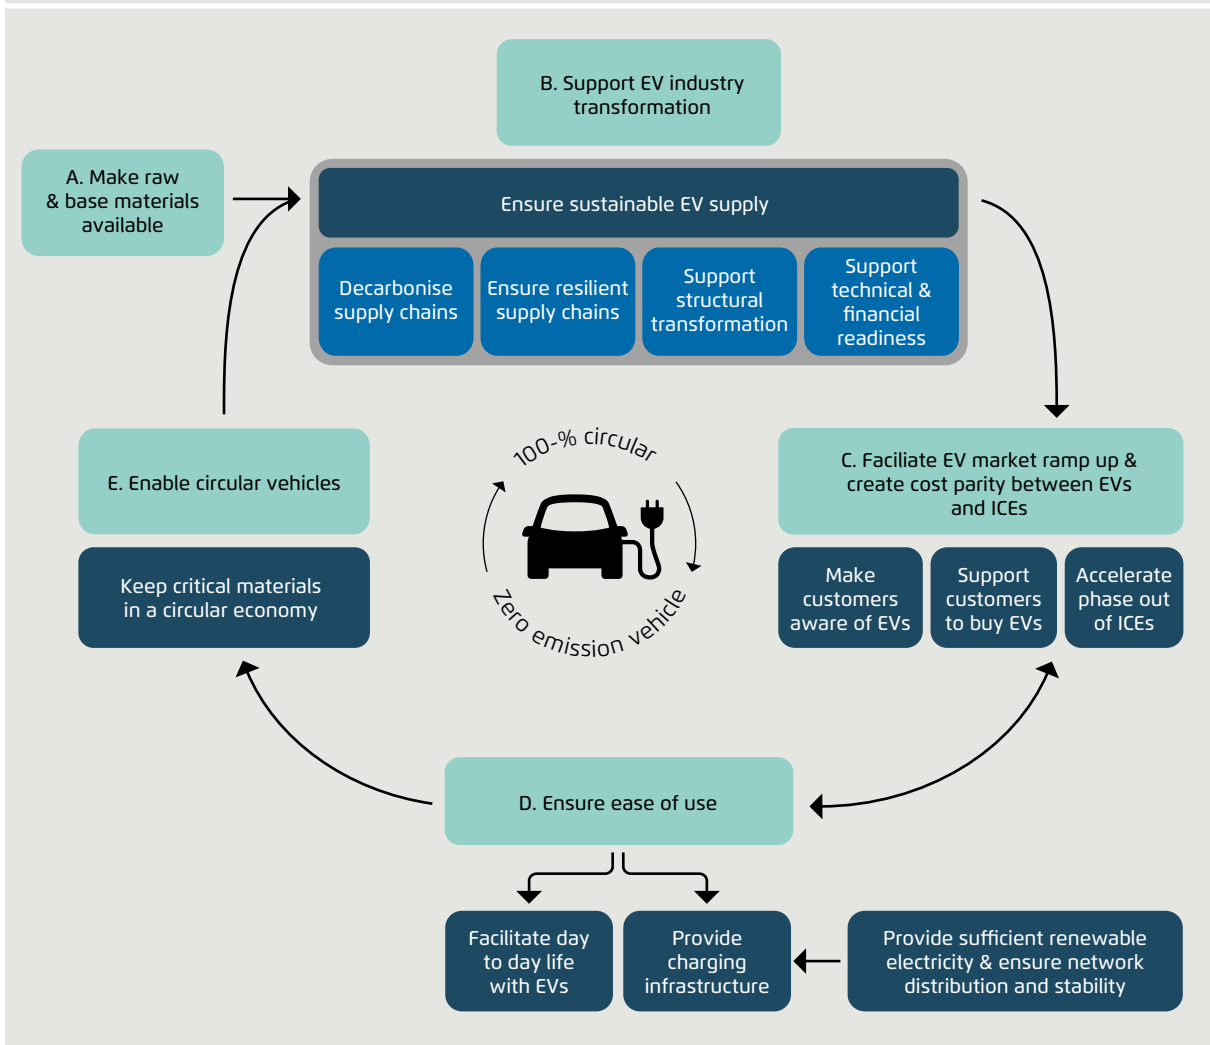 B. Support EV industry
transformation
A. Make raw
& base materials
available
Ensure sustainable EV supply
Decarbonise
supply chains
Ensure resilient
supply chains
Support
structural
transformation
Support
technical &
financial
readiness
E. Enable circular vehicles
Keep critical materials
in a circular economy
100-% circular
Zero emission vehicle
C. Faciliate EV market ramp up &
create cost parity between EVs
and ICEs
Make
customers
aware of EVs
Support
customers
to buy EVs
Accelerate
phase out
of ICEs
D. Ensure ease of use
Facilitate day
to day life
with EVs
Provide
charging
infrastructure
Provide sufficient renewable
electricity & ensure network
distribution and stability